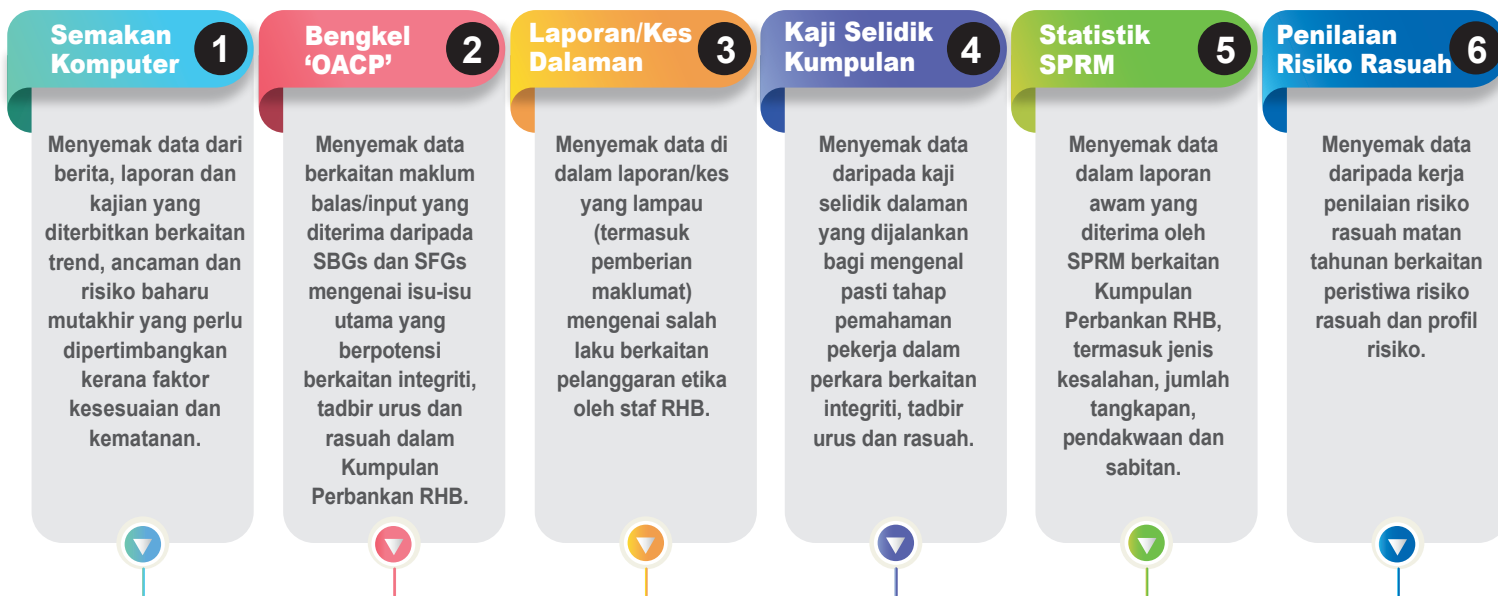 Semakan
Komputer
1
Menyemak data dari
berita, laporan dan
kajian yang
diterbitkan berkaitan
trend, ancaman dan
risiko baharu
mutakhir yang perlu
dipertimbangkan
kerana faktor
kesesuaian dan
kematanan.
Bengkel
‘OACP’
2
Menyemak data
berkaitan maklum
balas/input yang
diterima daripada
SBGs dan SFGs
mengenai isu-isu
utama yang
berpotensi
berkaitan integriti,
tadbir urus dan
rasuah dalam
Kumpulan
Perbankan RHB.
Laporan/Kes
Dalaman
3
Menyemak data di
dalam laporan/kes
yang lampau
(termasuk
pemberian
maklumat)
mengenai salah
laku berkaitan
pelanggaran etika
oleh staf RHB.
Kaji Selidik
Kumpulan
4
Menyemak data
daripada kaji
selidik dalaman
yang dijalankan
bagi mengenal
pasti tahap
pemahaman
pekerja dalam
perkara berkaitan
integriti, tadbir
urus dan rasuah.
Statistik
SPRM
5
Menyemak data
dalam laporan
awam yang
diterima oleh
SPRM berkaitan
Kumpulan
Perbankan RHB,
termasuk jenis
kesalahan, jumlah
tangkapan,
pendakwaan dan
sabitan.
Penilaian
Risiko Rasuah
6
Menyemak data
daripada kerja
penilaian risiko
rasuah matan
tahunan berkaitan
peristiwa risiko
rasuah dan profil
risiko.